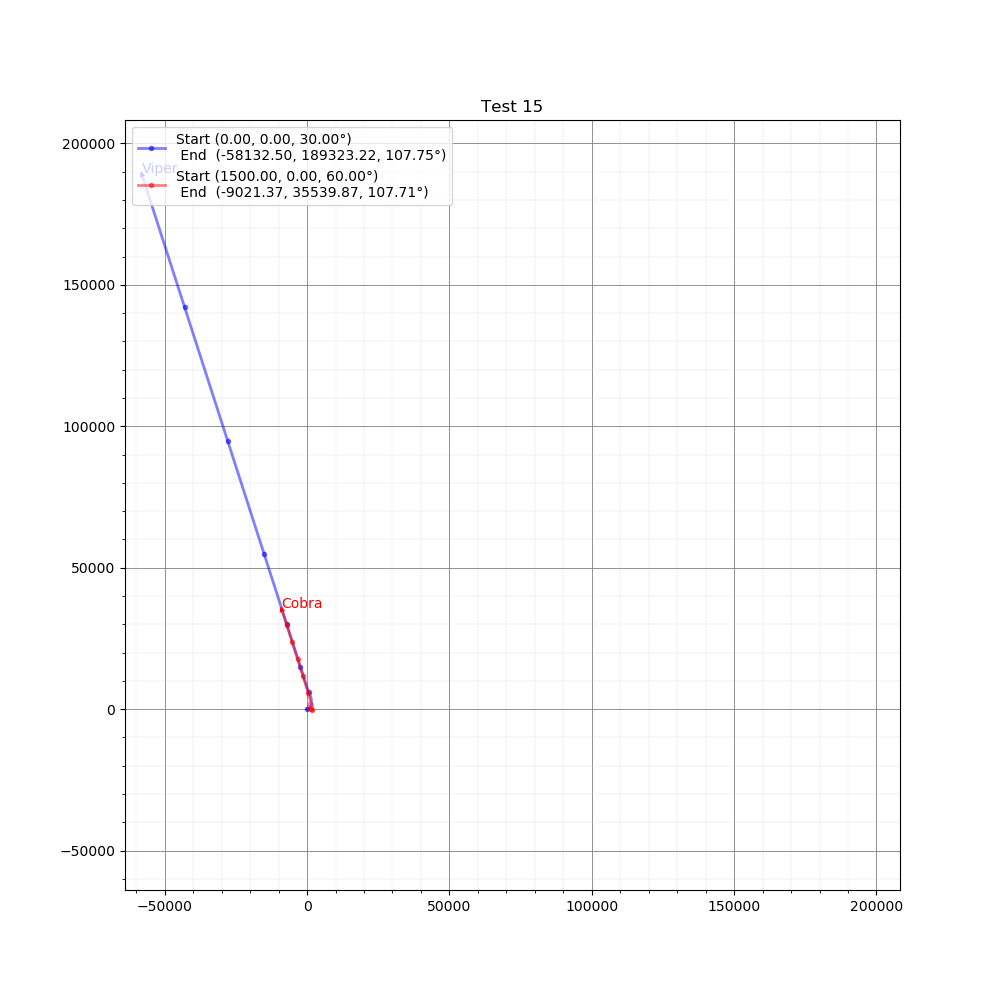 Test 15
Start (0.00, 0.00, 30.00°)
End (-58132.50, 189323.22, 107.75°)
Start (1500.00, 0.00, 60.00°)
End (-9021.37, 35539.87, 107.71°)
Viper
Cobra
200000
150000
100000
50000
0
−50000
−50000 0 50000 100000 150000 200000